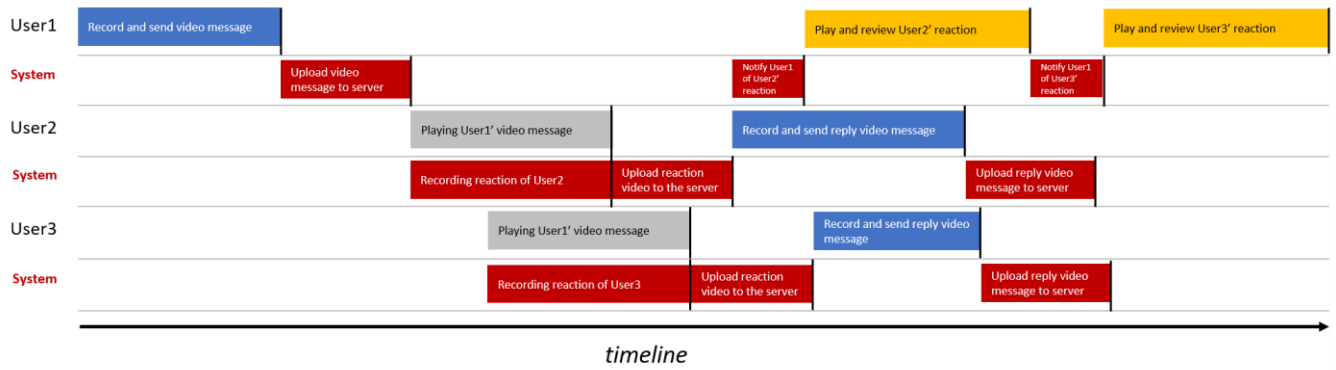 User1
Record and send video message
Play and review User2' reaction
Play and review User3' reaction
System
Upload video
message to server
Notify User1
of User2'
reaction
Notify User1
of User3'
reaction
User2
Playing User1' video message
Record and send reply video message
System
Recording reaction of User2
Upload reaction
video to the server
Upload reply video
message to server
User3
Playing User1' video message
Record and send reply video
message
System
Recording reaction of User3
Upload reaction
video to the server
Upload reply video
message to server
timeline